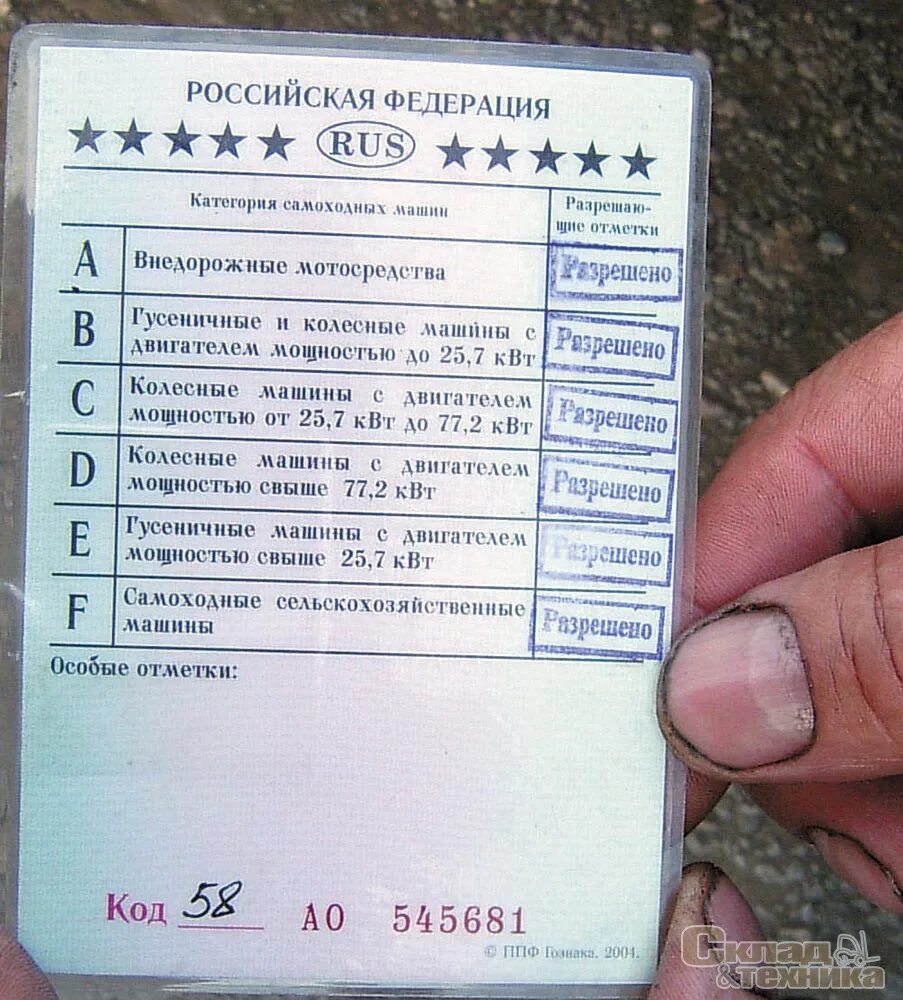 РОССИЙСКАЯ ФЕДЕРАЦИЯ
RUS
Категория самоходных машин
Разрешаю-
щие отметки
A
Внедорожные мотосредства
Разрешено
B
Гусеничные и колесные машины с
двигателем мощностью до 25,7 кВт
Разрешено
C
Колесные машины с двигателем
мощностью от 25,7 кВт до 77,2 кВт
Разрешено
D
Колесные машины с двигателем
мощностью свыше 77,2 кВт
Разрешено
E
Гусеничные машины с двигателем
мощностью свыше 25,7 кВт
Разрешено
F
Самоходные сельскохозяйственные
машины
Разрешено
Особые отметки:
Код 58 АО 545681
© ППФ Гознака. 2004.
Склад
&техника